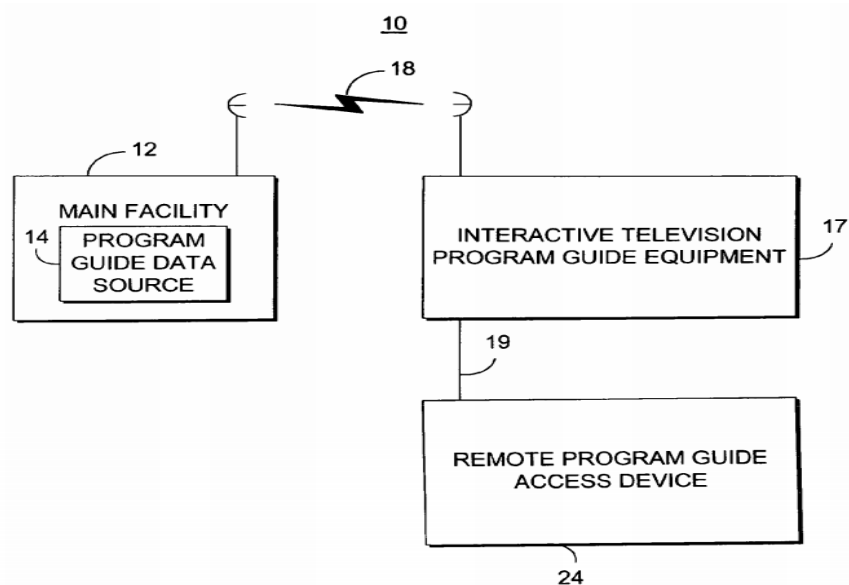 10
18
12
MAIN FACILITY
14
PROGRAM
GUIDE DATA
SOURCE
INTERACTIVE TELEVISION
PROGRAM GUIDE EQUIPMENT
17
19
REMOTE PROGRAM GUIDE
ACCESS DEVICE
24